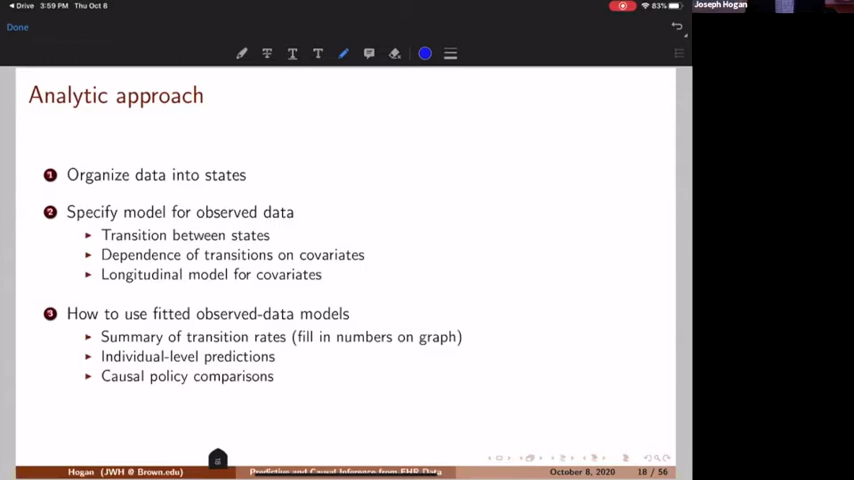 Drive 3:59 PM Thu Oct 8
83%
Joseph Hogan
Done
Analytic approach
1 Organize data into states
2 Specify model for observed data
Transition between states
Dependence of transitions on covariates
Longitudinal model for covariates
3 How to use fitted observed-data models
Summary of transition rates (fill in numbers on graph)
Individual-level predictions
Causal policy comparisons
Hogan (JWH @ Brown.edu) Predictive and Causal Inference from EHR Data October 8, 2020 18 / 56